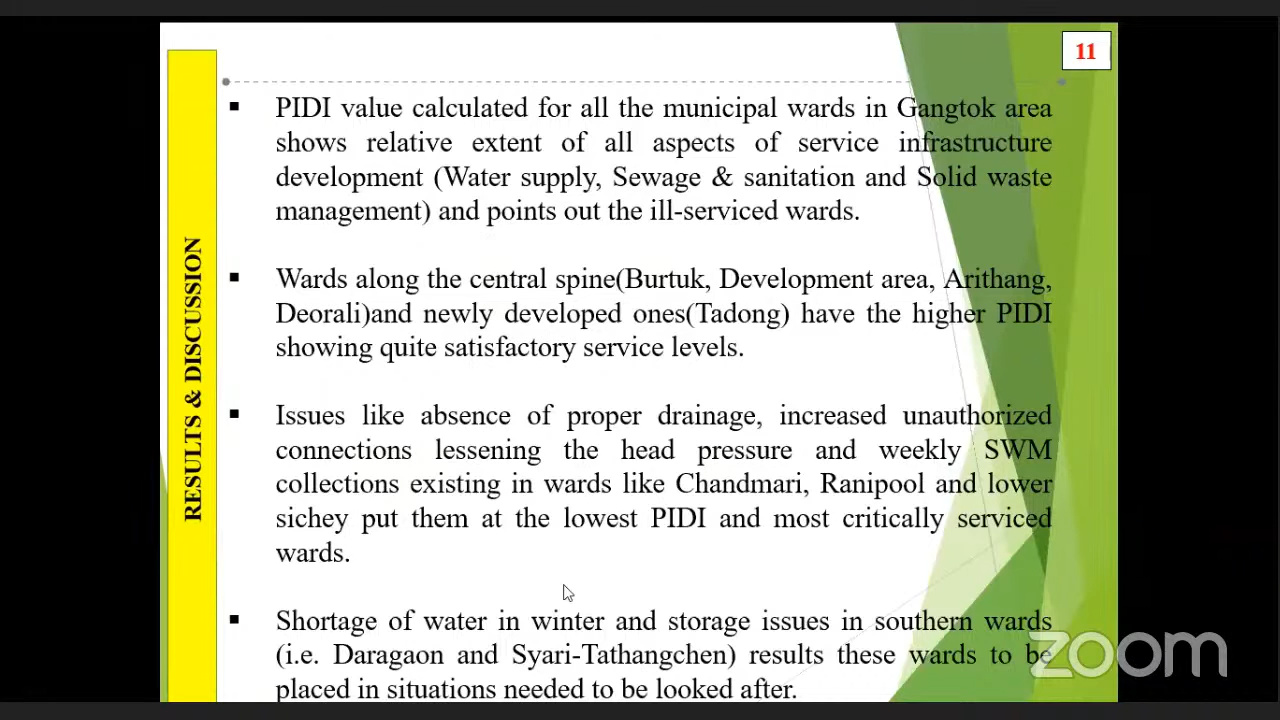 11
RESULTS & DISCUSSION
▪ PIDI value calculated for all the municipal wards in Gangtok area
shows relative extent of all aspects of service infrastructure
development (Water supply, Sewage & sanitation and Solid waste
management) and points out the ill-serviced wards.
▪ Wards along the central spine(Burtuk, Development area, Arithang,
Deorali)and newly developed ones(Tadong) have the higher PIDI
showing quite satisfactory service levels.
▪ Issues like absence of proper drainage, increased unauthorized
connections lessening the head pressure and weekly SWM
collections existing in wards like Chandmari, Ranipool and lower
sichey put them at the lowest PIDI and most critically serviced
wards.
▪ Shortage of water in winter and storage issues in southern wards
(i.e. Daragaon and Syari-Tathangchen) results these wards to be
placed in situations needed to be looked after.
zoom